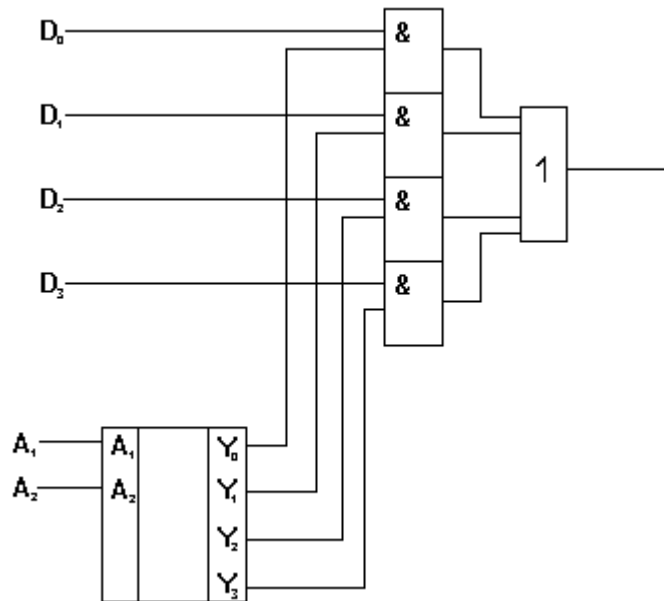 D₀ &
D₁ &
1
D₂ &
D₃ &
A₁ A₁ Y₀
A₂ A₂ Y₁
Y₂
Y₃